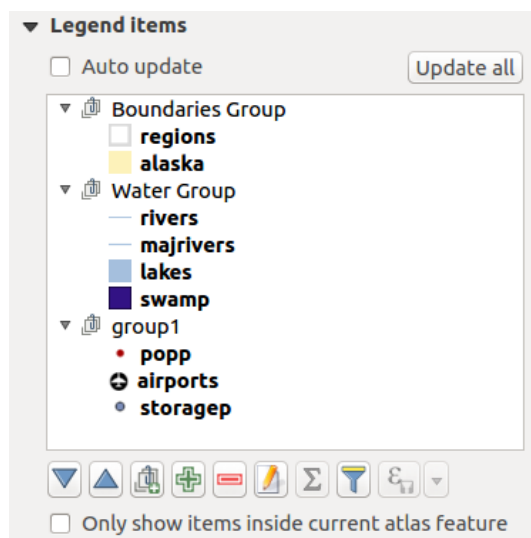 Legend items
Auto update
Update all
Boundaries Group
regions
alaska
Water Group
rivers
majrivers
lakes
swamp
group1
popp
airports
storagep
Σ
ε
Only show items inside current atlas feature